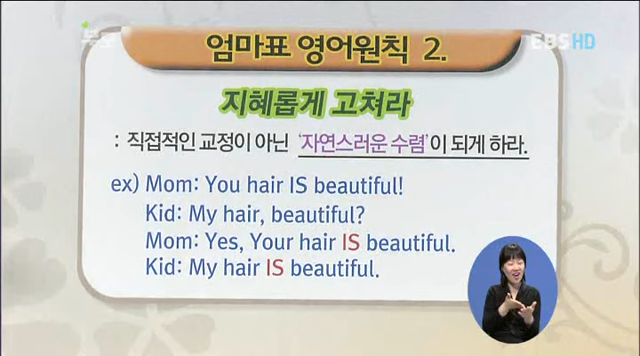 EBS HD
엄마표 영어원칙 2.
지혜롭게 고쳐라
: 직접적인 교정이 아닌 '자연스러운 수렴'이 되게 하라.
ex) Mom: You hair IS beautiful!
Kid: My hair, beautiful?
Mom: Yes, Your hair IS beautiful.
Kid: My hair IS beautiful.